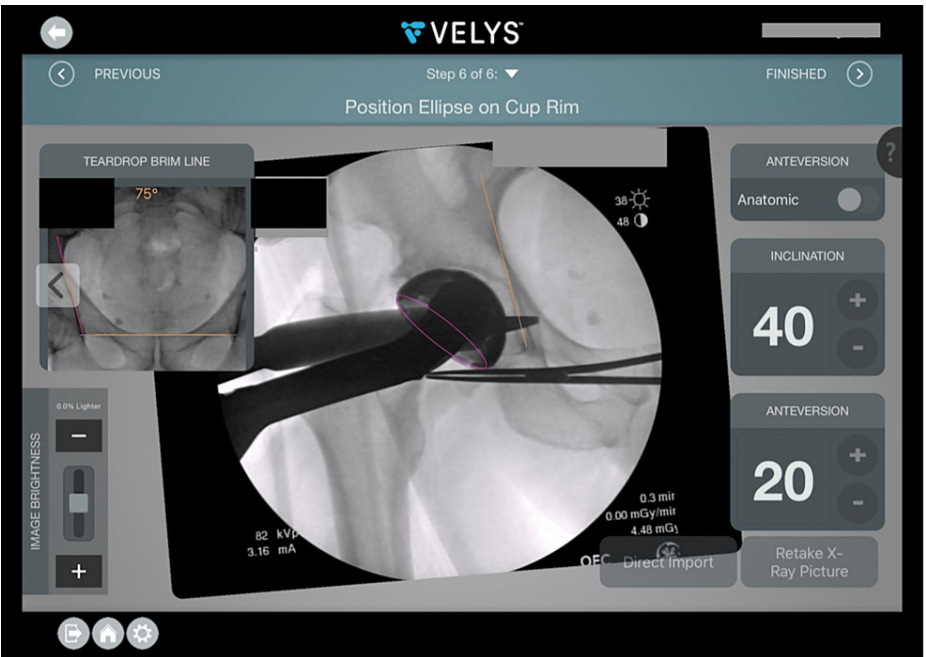 VELYS™
PREVIOUS
Step 6 of 6:
FINISHED
Position Ellipse on Cup Rim
TEARDROP BRIM LINE
75°
38
48
?
ANTEVERSION
Anatomic
INCLINATION
40
+
-
ANTEVERSION
20
+
-
0.0% Lighter
IMAGE BRIGHTNESS
−
+
82 kVp
3.16 mA
0.3 min
0.00 mGy/min
4.48 mGy
OEC
Direct Import
Retake X-
Ray Picture